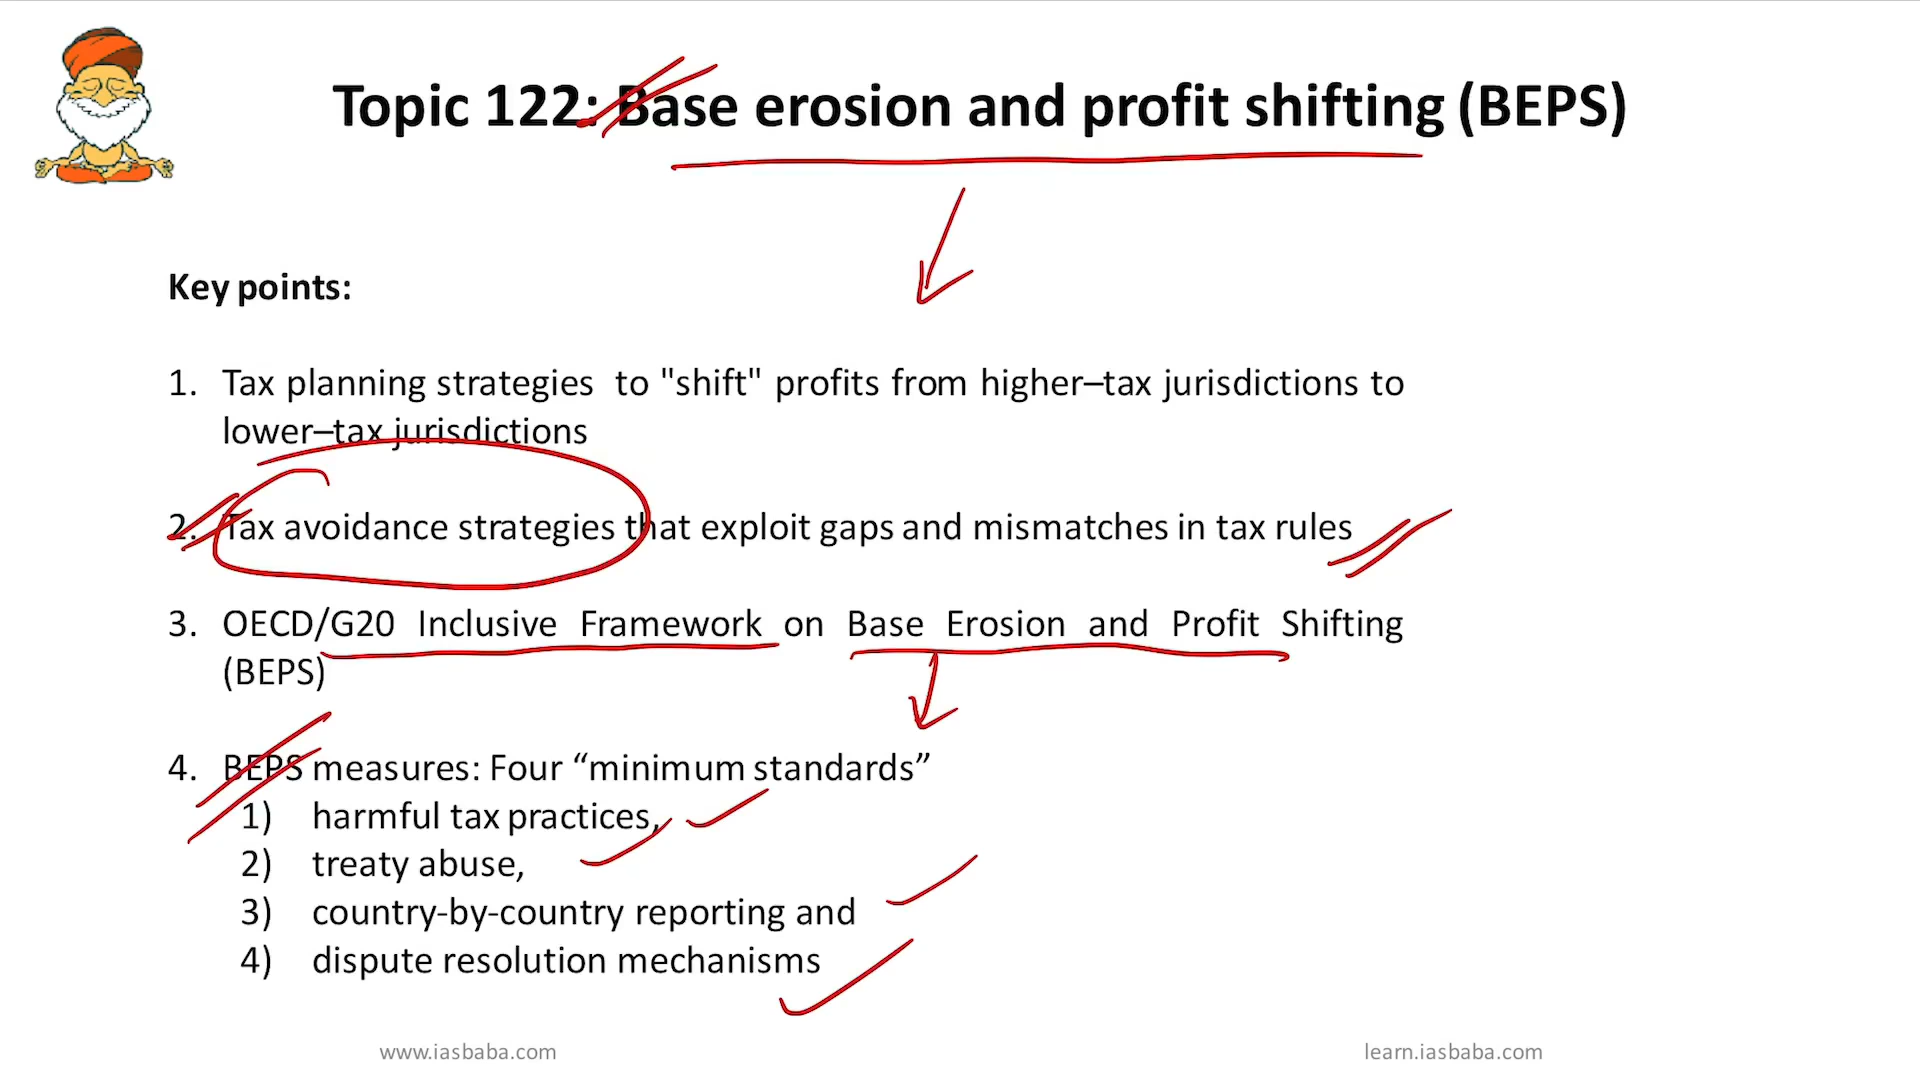 Topic 122: Base erosion and profit shifting (BEPS)
Key points:
1. Tax planning strategies to "shift" profits from higher–tax jurisdictions to
lower–tax jurisdictions
2. Tax avoidance strategies that exploit gaps and mismatches in tax rules
3. OECD/G20 Inclusive Framework on Base Erosion and Profit Shifting
(BEPS)
4. BEPS measures: Four “minimum standards”
1) harmful tax practices,
2) treaty abuse,
3) country-by-country reporting and
4) dispute resolution mechanisms
www.iasbaba.com
learn.iasbaba.com